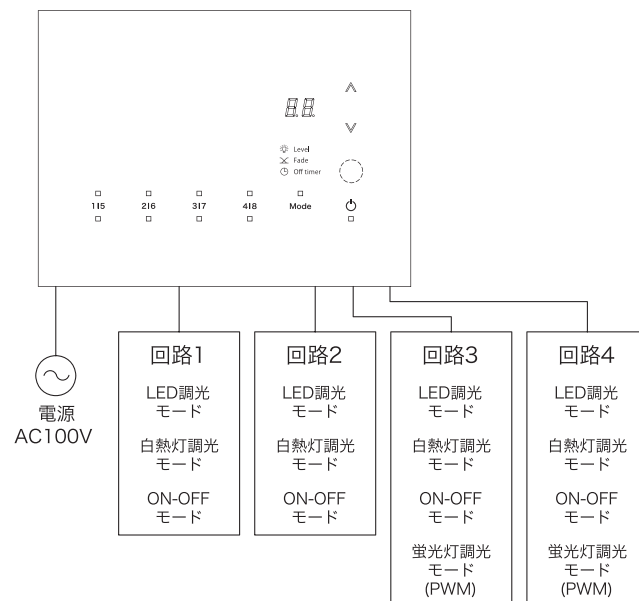 8.8.
Level
Fade
Off timer
1|5 2|6 3|7 4|8 Mode
電源
AC100V
回路1
LED調光
モード
白熱灯調光
モード
ON-OFF
モード
回路2
LED調光
モード
白熱灯調光
モード
ON-OFF
モード
回路3
LED調光
モード
白熱灯調光
モード
ON-OFF
モード
蛍光灯調光
モード
(PWM)
回路4
LED調光
モード
白熱灯調光
モード
ON-OFF
モード
蛍光灯調光
モード
(PWM)